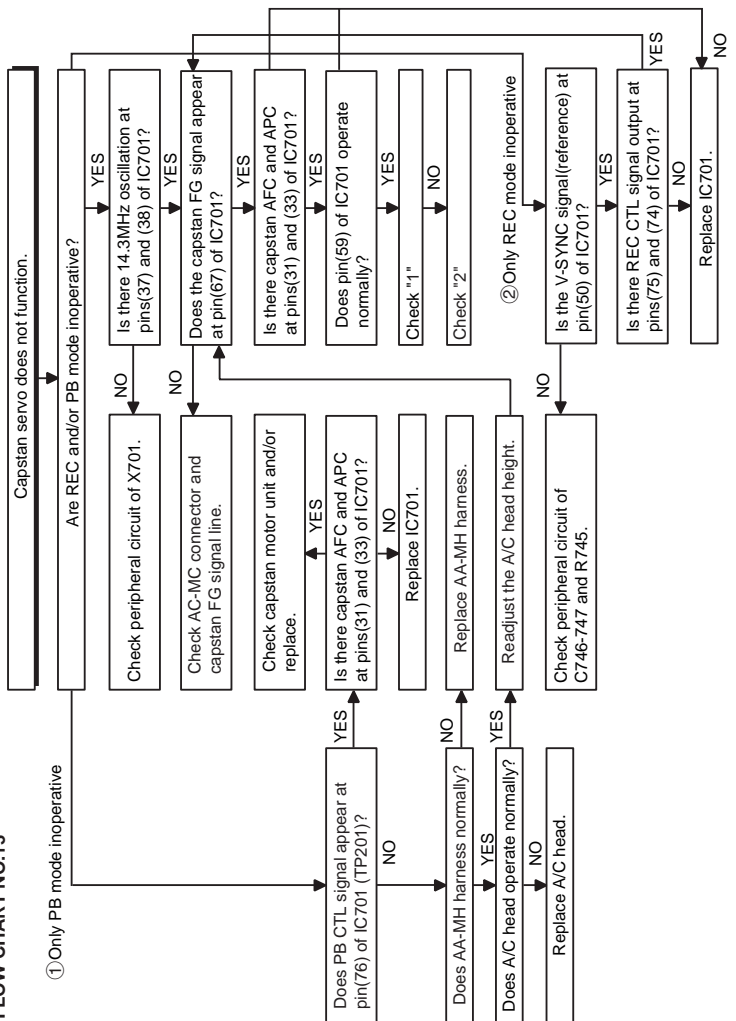 FLOW CHART
Capstan servo does not function.
Are REC and/or PB mode inoperative?
①Only PB mode inoperative
YES
Is there 14.3MHz oscillation at
pins(37) and (38) of IC701?
NO
Check peripheral circuit of X701.
YES
Does the capstan FG signal appear
at pin(67) of IC701?
NO
Check AC-MC connector and
capstan FG signal line.
YES
Is there capstan AFC and APC
at pins(31) and (33) of IC701?
YES
Does pin(59) of IC701 operate
normally?
YES
Check "1"
NO
Check "2"
Does PB CTL signal appear at
pin(76) of IC701 (TP201)?
YES
Is there capstan AFC and APC
at pins(31) and (33) of IC701?
YES
Check capstan motor unit and/or
replace.
NO
Replace IC701.
NO
Does AA-MH harness normally?
NO
Replace AA-MH harness.
YES
Does A/C head operate normally?
YES
Readjust the A/C head height.
NO
Replace A/C head.
②Only REC mode inoperative
Is the V-SYNC signal(reference) at
pin(50) of IC701?
NO
Check peripheral circuit of
C746-747 and R745.
YES
Is there REC CTL signal output at
pins(75) and (74) of IC701?
YES
NO
Replace IC701.
NO